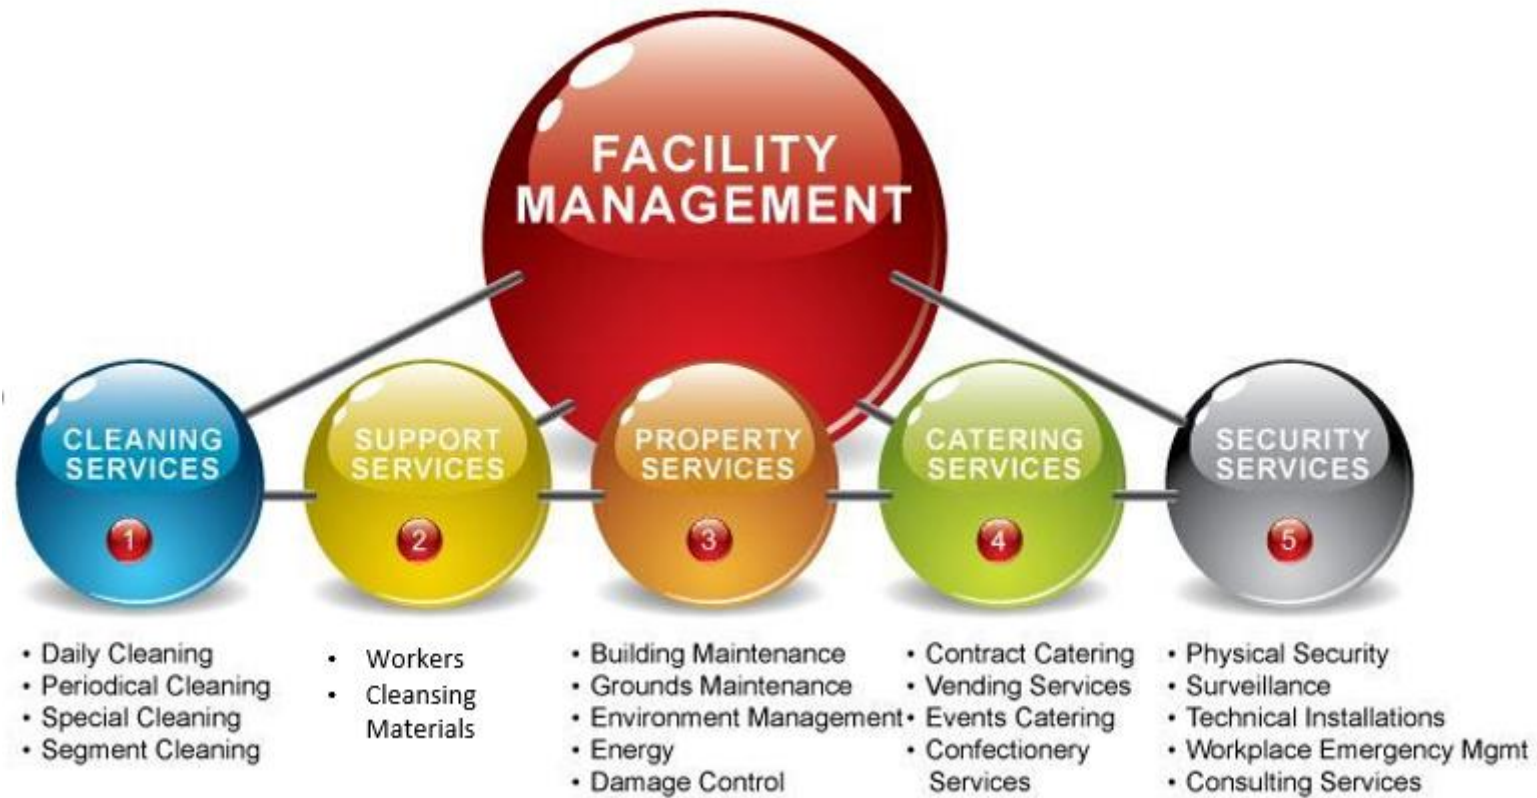 FACILITY
MANAGEMENT
CLEANING
SERVICES
1
SUPPORT
SERVICES
2
PROPERTY
SERVICES
3
CATERING
SERVICES
4
SECURITY
SERVICES
5
• Daily Cleaning
• Periodical Cleaning
• Special Cleaning
• Segment Cleaning
• Workers
• Cleansing
Materials
• Building Maintenance
• Grounds Maintenance
• Environment Management
• Energy
• Damage Control
• Contract Catering
• Vending Services
• Events Catering
• Confectionery
Services
• Physical Security
• Surveillance
• Technical Installations
• Workplace Emergency Mgmt
• Consulting Services